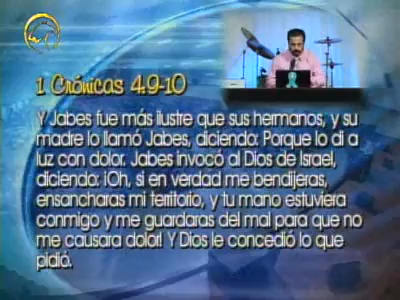 1 Crónicas 4:9-10
Y Jabes fue más ilustre que sus hermanos, y su
madre lo llamó Jabes, diciendo: Porque lo di a
luz con dolor. Jabes invocó al Dios de Israel,
diciendo: ¡Oh, si en verdad me bendijeras,
ensancharas mi territorio, y tu mano estuviera
conmigo y me guardaras del mal para que no
me causara dolor! Y Dios le concedió lo que
pidió.